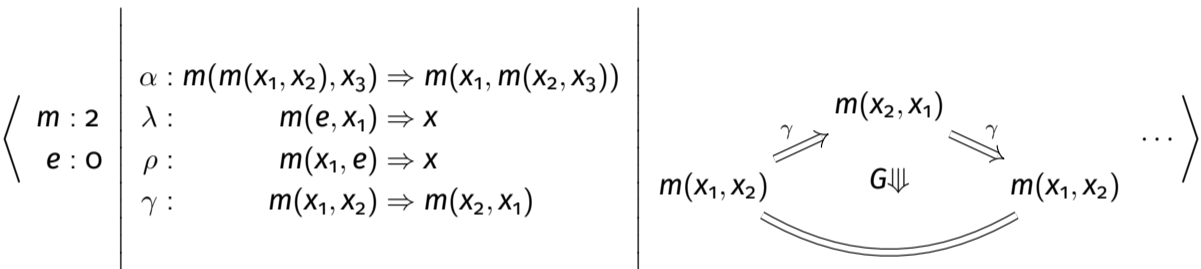 m : 2
e : 0
α : m(m(x₁, x₂), x₃) ⇒ m(x₁, m(x₂, x₃))
λ : m(e, x₁) ⇒ x
ρ : m(x₁, e) ⇒ x
γ : m(x₁, x₂) ⇒ m(x₂, x₁)
m(x₂, x₁)
γ γ
G⇓
m(x₁, x₂) m(x₁, x₂)
⋯